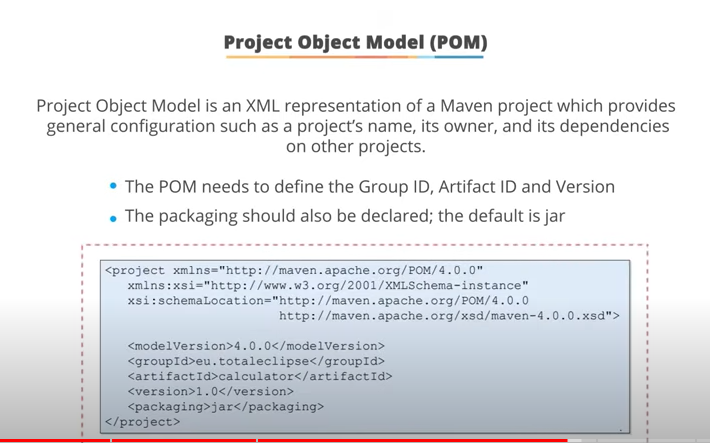 Project Object Model (POM)
Project Object Model is an XML representation of a Maven project which provides
general configuration such as a project's name, its owner, and its dependencies
on other projects.
• The POM needs to define the Group ID, Artifact ID and Version
• The packaging should also be declared; the default is jar
<project xmlns="http://maven.apache.org/POM/4.0.0"
xmlns:xsi="http://www.w3.org/2001/XMLSchema-instance"
xsi:schemaLocation="http://maven.apache.org/POM/4.0.0
http://maven.apache.org/xsd/maven-4.0.0.xsd">
<modelVersion>4.0.0</modelVersion>
<groupId>eu.totaleclipse</groupId>
<artifactId>calculator</artifactId>
<version>1.0</version>
<packaging>jar</packaging>
</project>